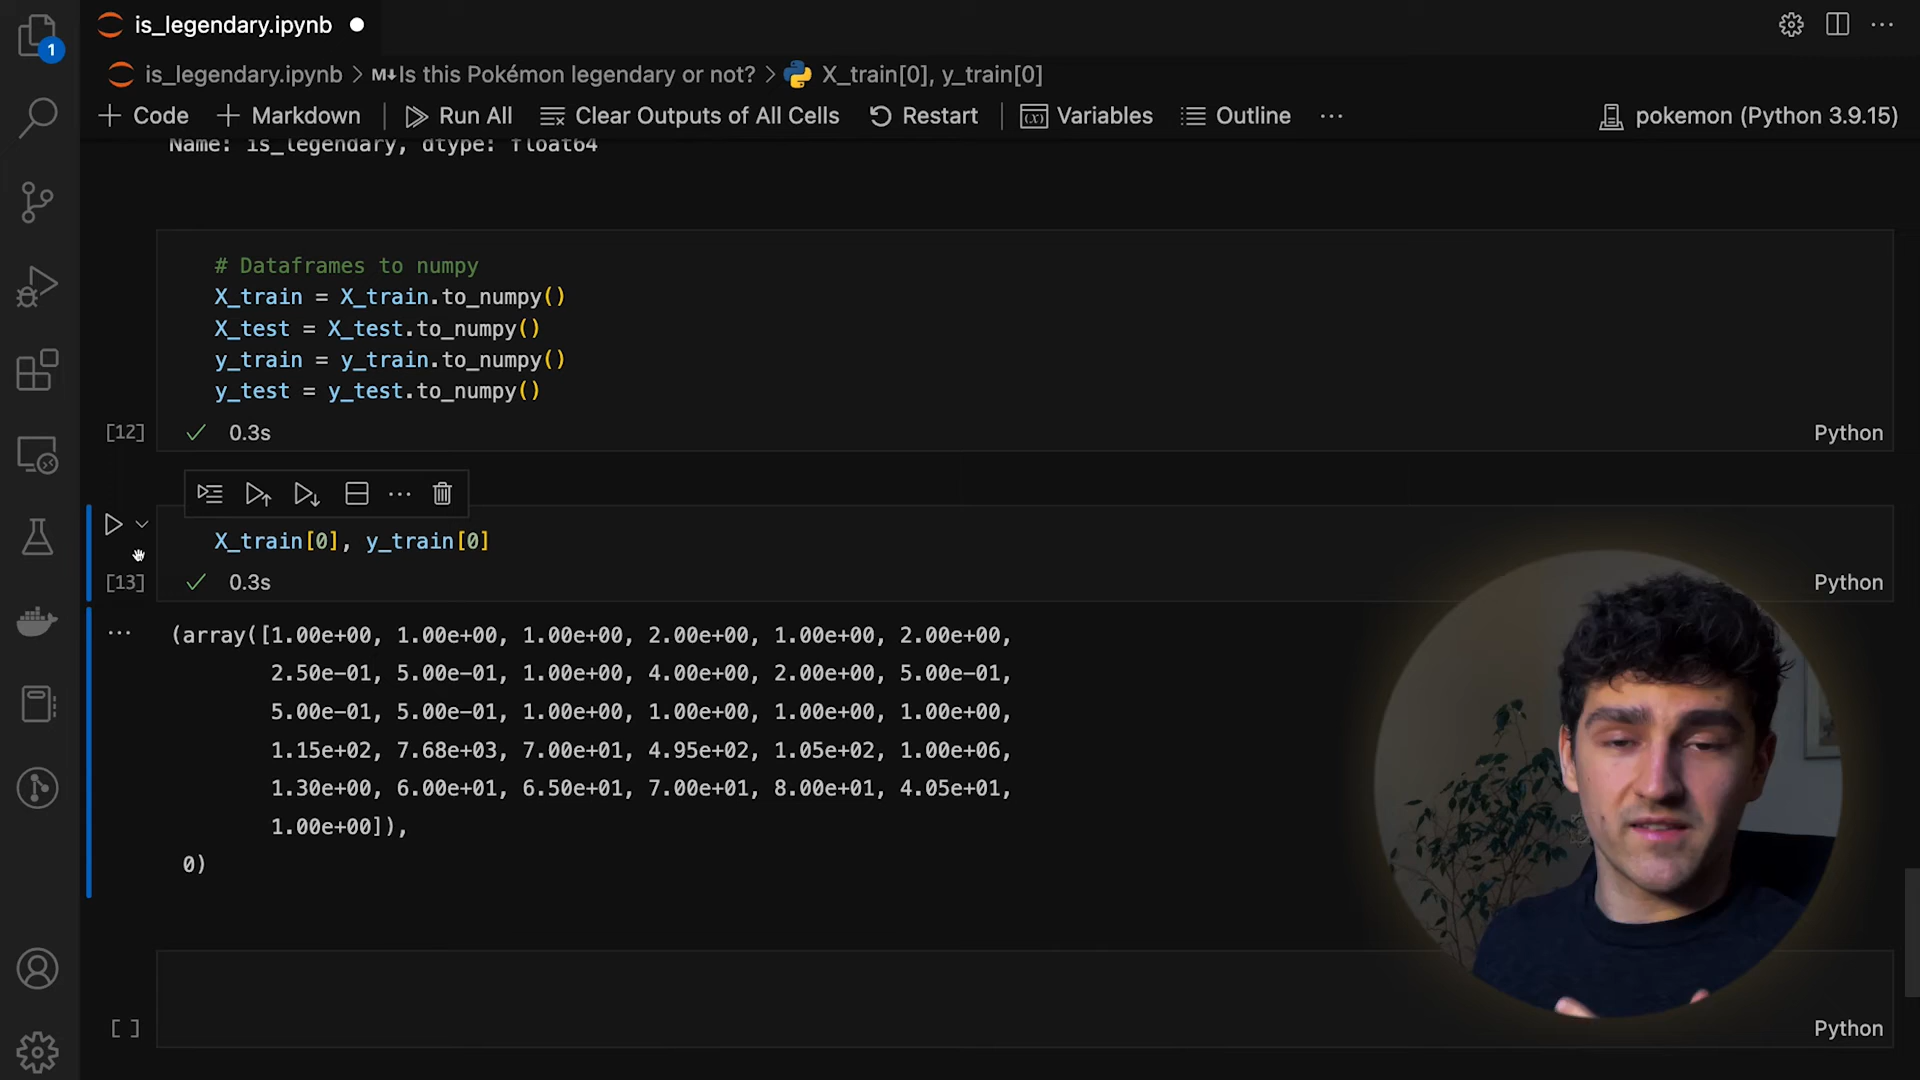 is_legendary.ipynb
1
is_legendary.ipynb > M↓Is this Pokémon legendary or not? > X_train[0], y_train[0]
+ Code + Markdown | Run All Clear Outputs of All Cells Restart | Variables Outline ... pokemon (Python 3.9.15)
Name: is_legendary, dtype: float64
# Dataframes to numpy
X_train = X_train.to_numpy()
X_test = X_test.to_numpy()
y_train = y_train.to_numpy()
y_test = y_test.to_numpy()
[12] ✓ 0.3s Python
X_train[0], y_train[0]
[13] ✓ 0.3s Python
(array([1.00e+00, 1.00e+00, 1.00e+00, 2.00e+00, 1.00e+00, 2.00e+00,
2.50e-01, 5.00e-01, 1.00e+00, 4.00e+00, 2.00e+00, 5.00e-01,
5.00e-01, 5.00e-01, 1.00e+00, 1.00e+00, 1.00e+00, 1.00e+00,
1.15e+02, 7.68e+03, 7.00e+01, 4.95e+02, 1.05e+02, 1.00e+06,
1.30e+00, 6.00e+01, 6.50e+01, 7.00e+01, 8.00e+01, 4.05e+01,
1.00e+00]),
0)
[ ] Python